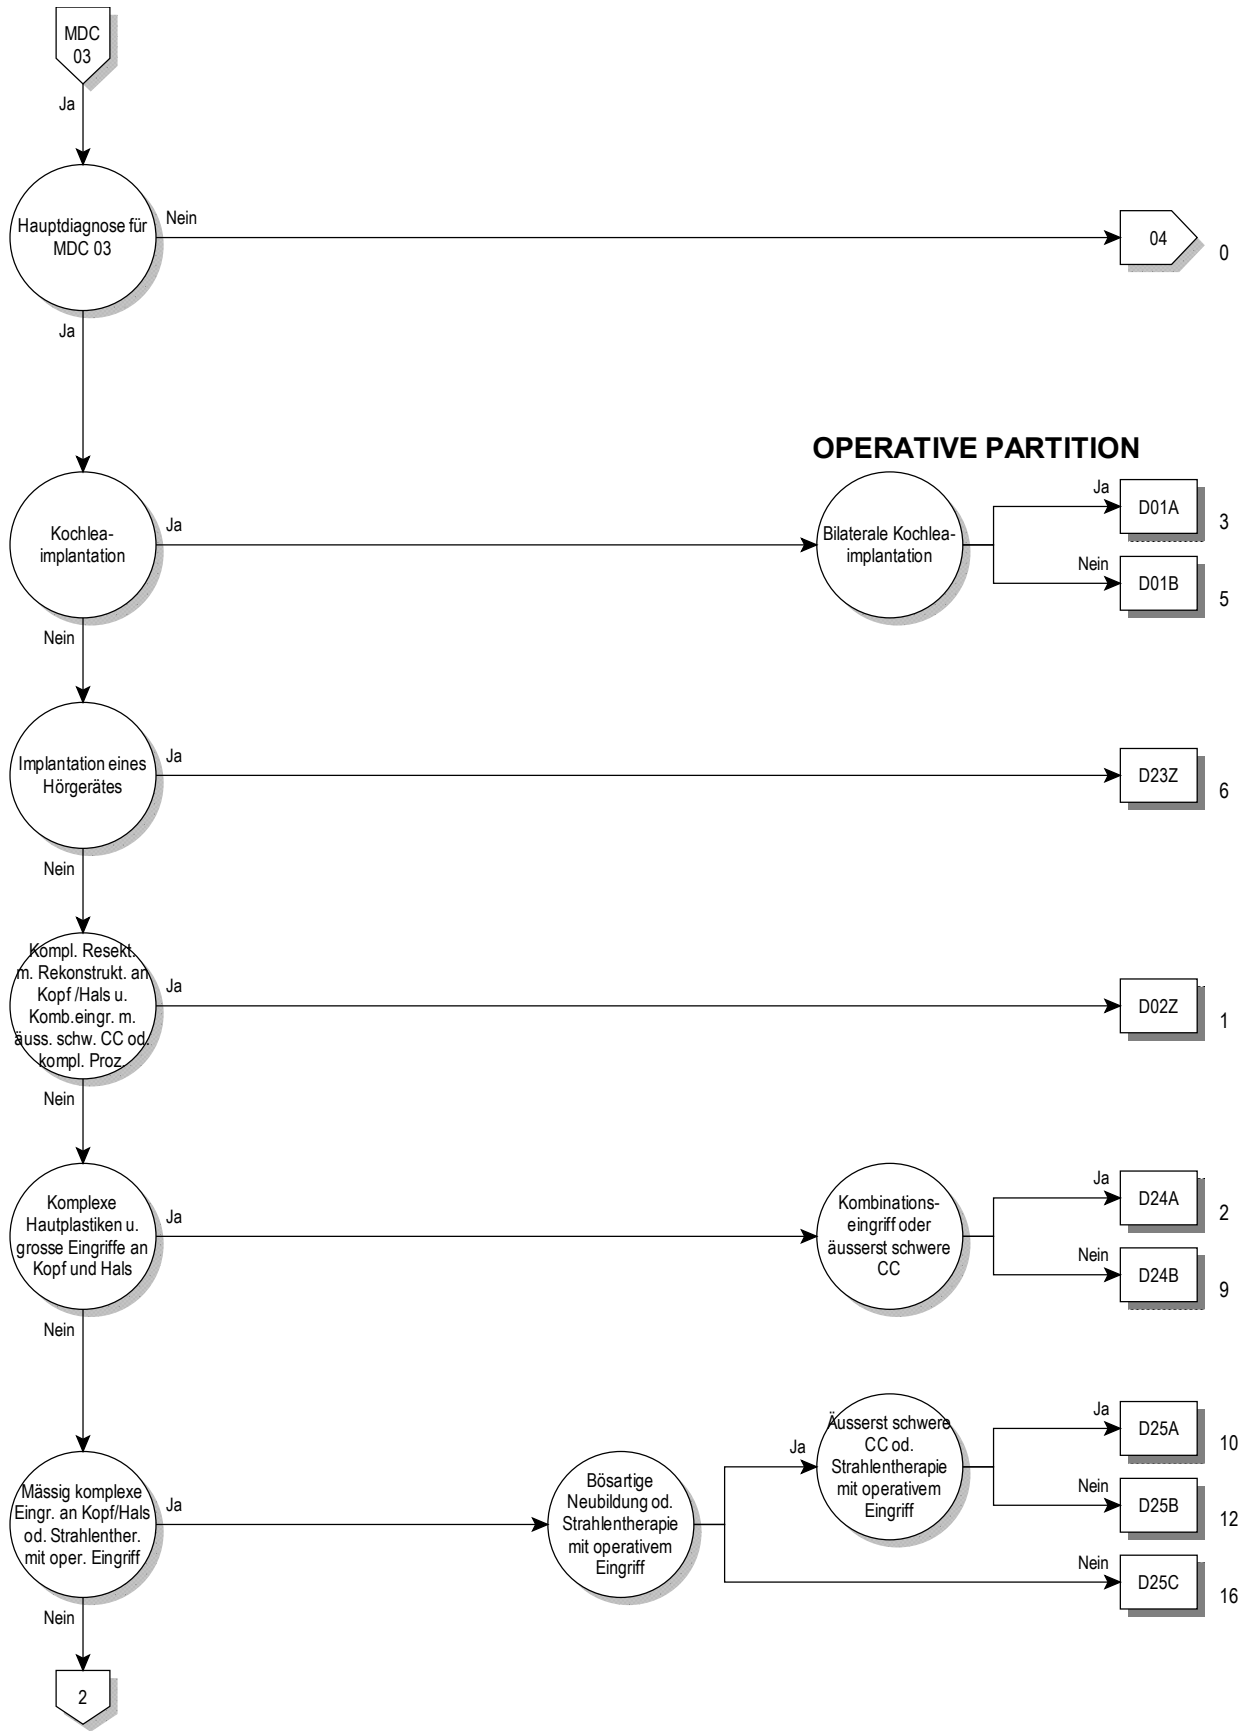 MDC
03
Ja
Hauptdiagnose für
MDC 03
Nein
04
0
Ja
OPERATIVE PARTITION
Kochlea-
implantation
Ja
Bilaterale Kochlea-
implantation
Ja
D01A
3
Nein
D01B
5
Nein
Implantation eines
Hörgerätes
Ja
D23Z
6
Nein
Kompl. Resekt.
m. Rekonstrukt. an
Kopf /Hals u.
Komb.eingr. m.
äuss. schw. CC od.
kompl. Proz.
Ja
D02Z
1
Nein
Komplexe
Hautplastiken u.
grosse Eingriffe an
Kopf und Hals
Ja
Kombinations-
eingriff oder
äusserst schwere
CC
Ja
D24A
2
Nein
D24B
9
Nein
Mässig komplexe
Eingr. an Kopf/Hals
od. Strahlenther.
mit oper. Eingriff
Ja
Bösartige
Neubildung od.
Strahlentherapie
mit operativem
Eingriff
Ja
Äusserst schwere
CC od.
Strahlentherapie
mit operativem
Eingriff
Ja
D25A
10
Nein
D25B
12
Nein
D25C
16
Nein
2